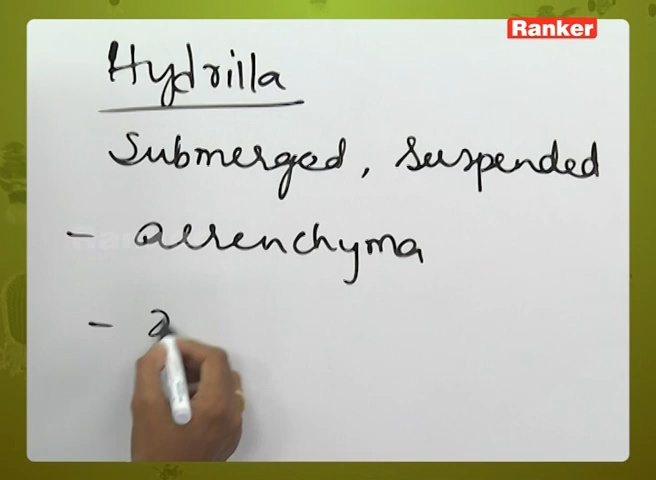 Ranker
Hydrilla
Submerged, Suspended
- aerenchyma
-